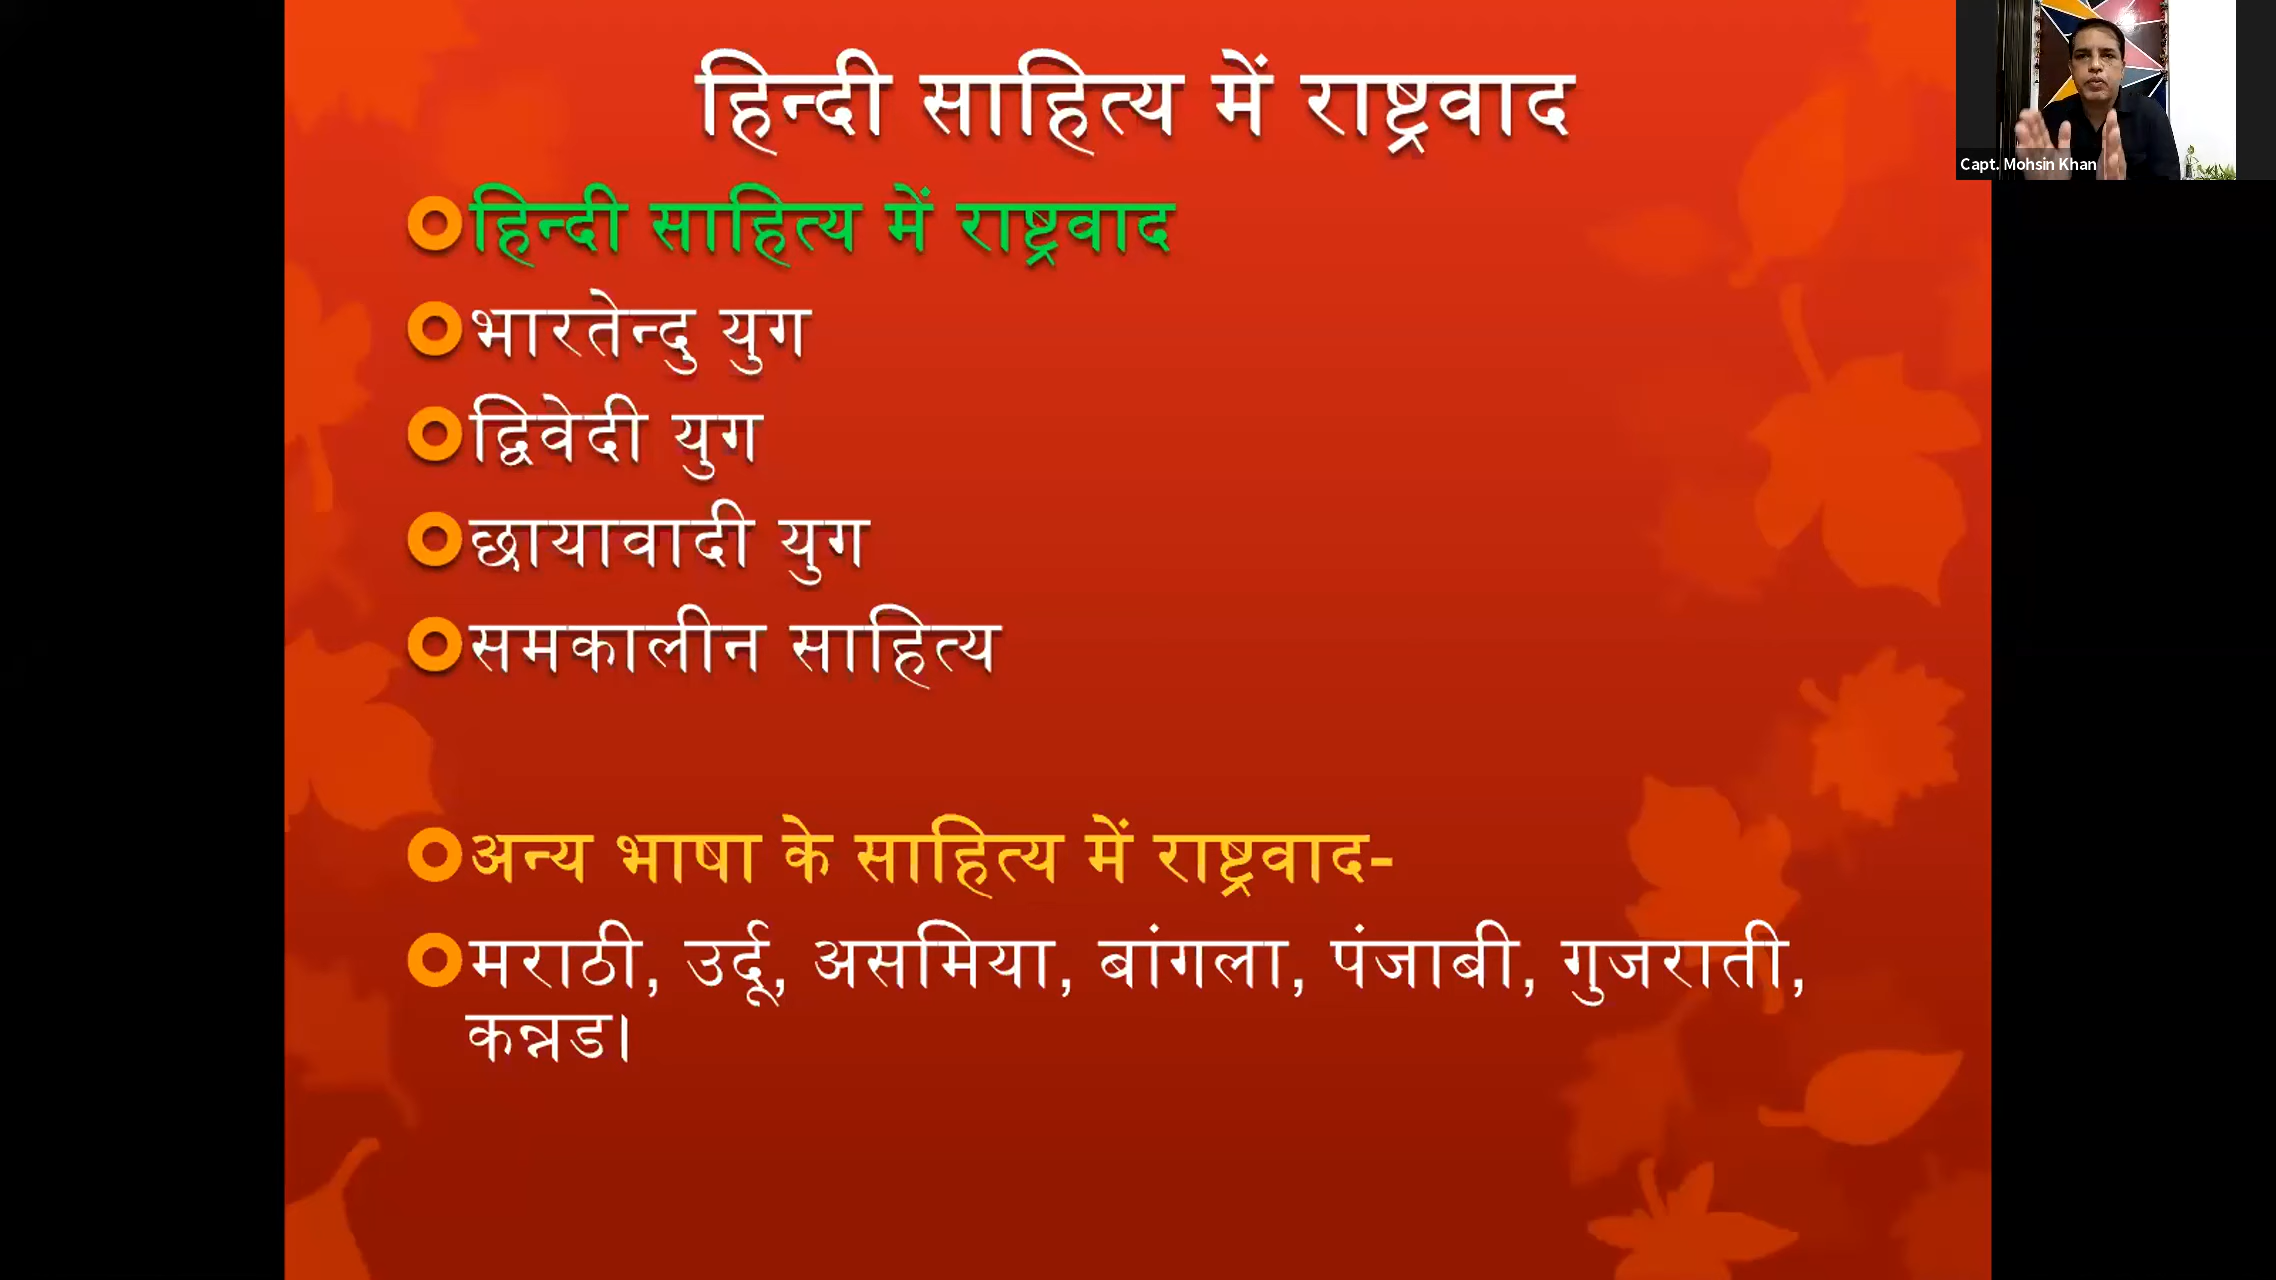 हिन्दी साहित्य में राष्ट्रवाद
Capt. Mohsin Khan
हिन्दी साहित्य में राष्ट्रवाद
भारतेन्दु युग
द्विवेदी युग
छायावादी युग
समकालीन साहित्य
अन्य भाषा के साहित्य में राष्ट्रवाद-
मराठी, उर्दू, असमिया, बांगला, पंजाबी, गुजराती,
कन्नड।